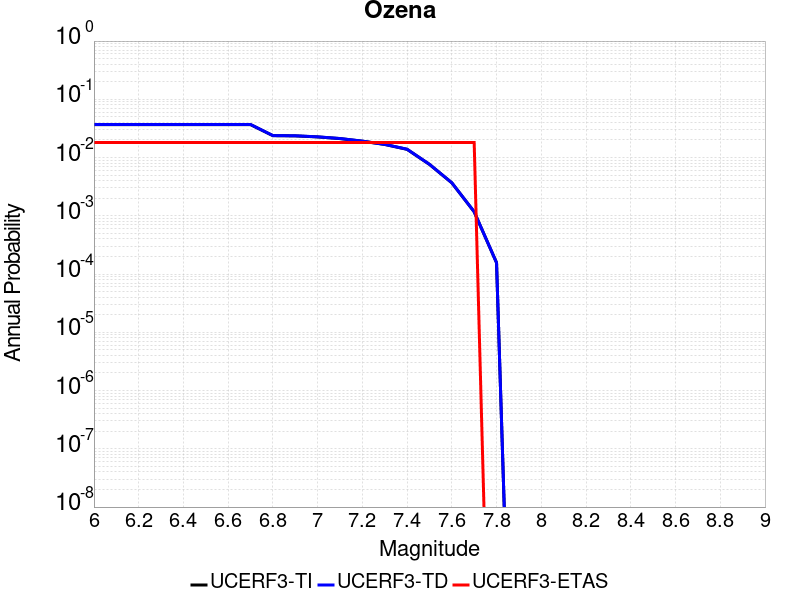 Ozena
Annual Probability
10^0
10^-1
10^-2
10^-3
10^-4
10^-5
10^-6
10^-7
10^-8
6 6.2 6.4 6.6 6.8 7 7.2 7.4 7.6 7.8 8 8.2 8.4 8.6 8.8 9
Magnitude
UCERF3-TI UCERF3-TD UCERF3-ETAS